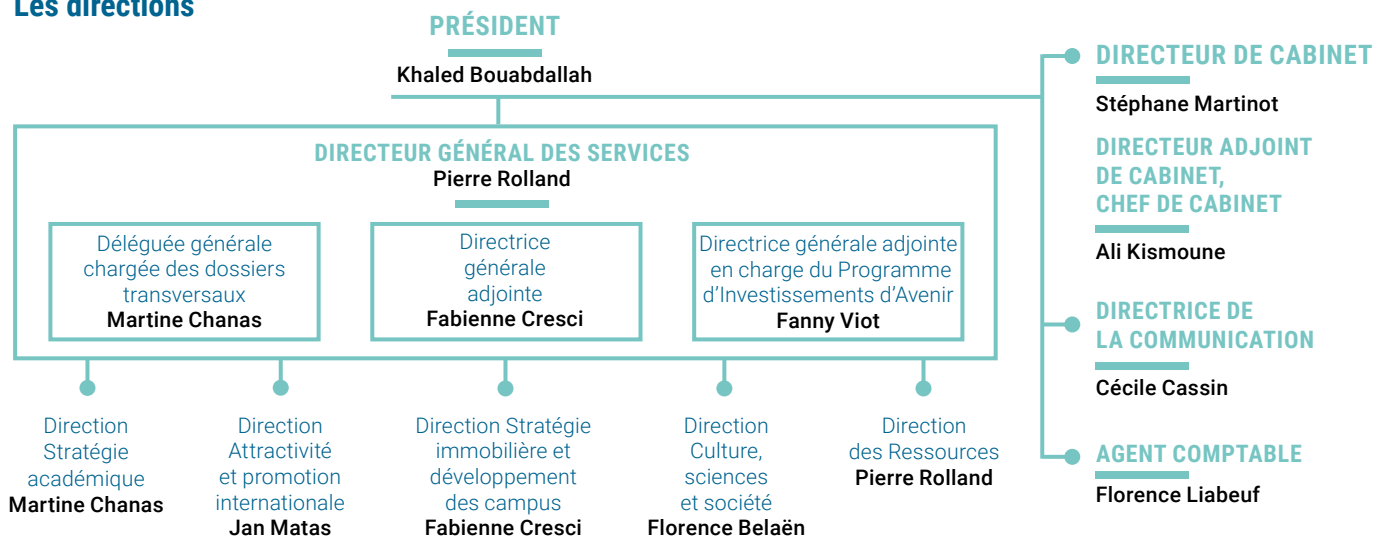 Les directions
PRÉSIDENT
Khaled Bouabdallah
DIRECTEUR GÉNÉRAL DES SERVICES
Pierre Rolland
Déléguée générale
chargée des dossiers
transversaux
Martine Chanas
Directrice
générale
adjointe
Fabienne Cresci
Directrice générale adjointe
en charge du Programme
d’Investissements d’Avenir
Fanny Viot
Direction
Stratégie
académique
Martine Chanas
Direction
Attractivité
et promotion
internationale
Jan Matas
Direction Stratégie
immobilière et
développement
des campus
Fabienne Cresci
Direction
Culture,
sciences
et société
Florence Belaën
Direction
des Ressources
Pierre Rolland
DIRECTEUR DE CABINET
Stéphane Martinot
DIRECTEUR ADJOINT
DE CABINET,
CHEF DE CABINET
Ali Kismoune
DIRECTRICE DE
LA COMMUNICATION
Cécile Cassin
AGENT COMPTABLE
Florence Liabeuf